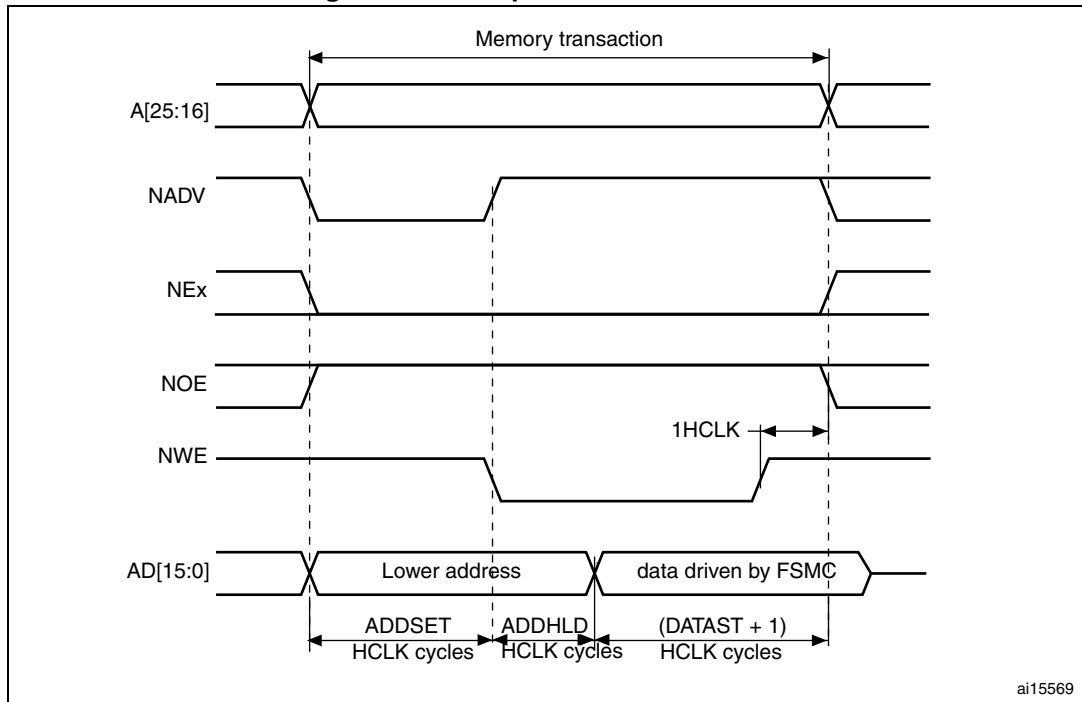 Memory transaction
A[25:16]
NADV
NEx
NOE
1HCLK
NWE
AD[15:0]
Lower address
data driven by FSMC
ADDSET
HCLK cycles
ADDHLD
HCLK cycles
(DATAST + 1)
HCLK cycles
ai15569